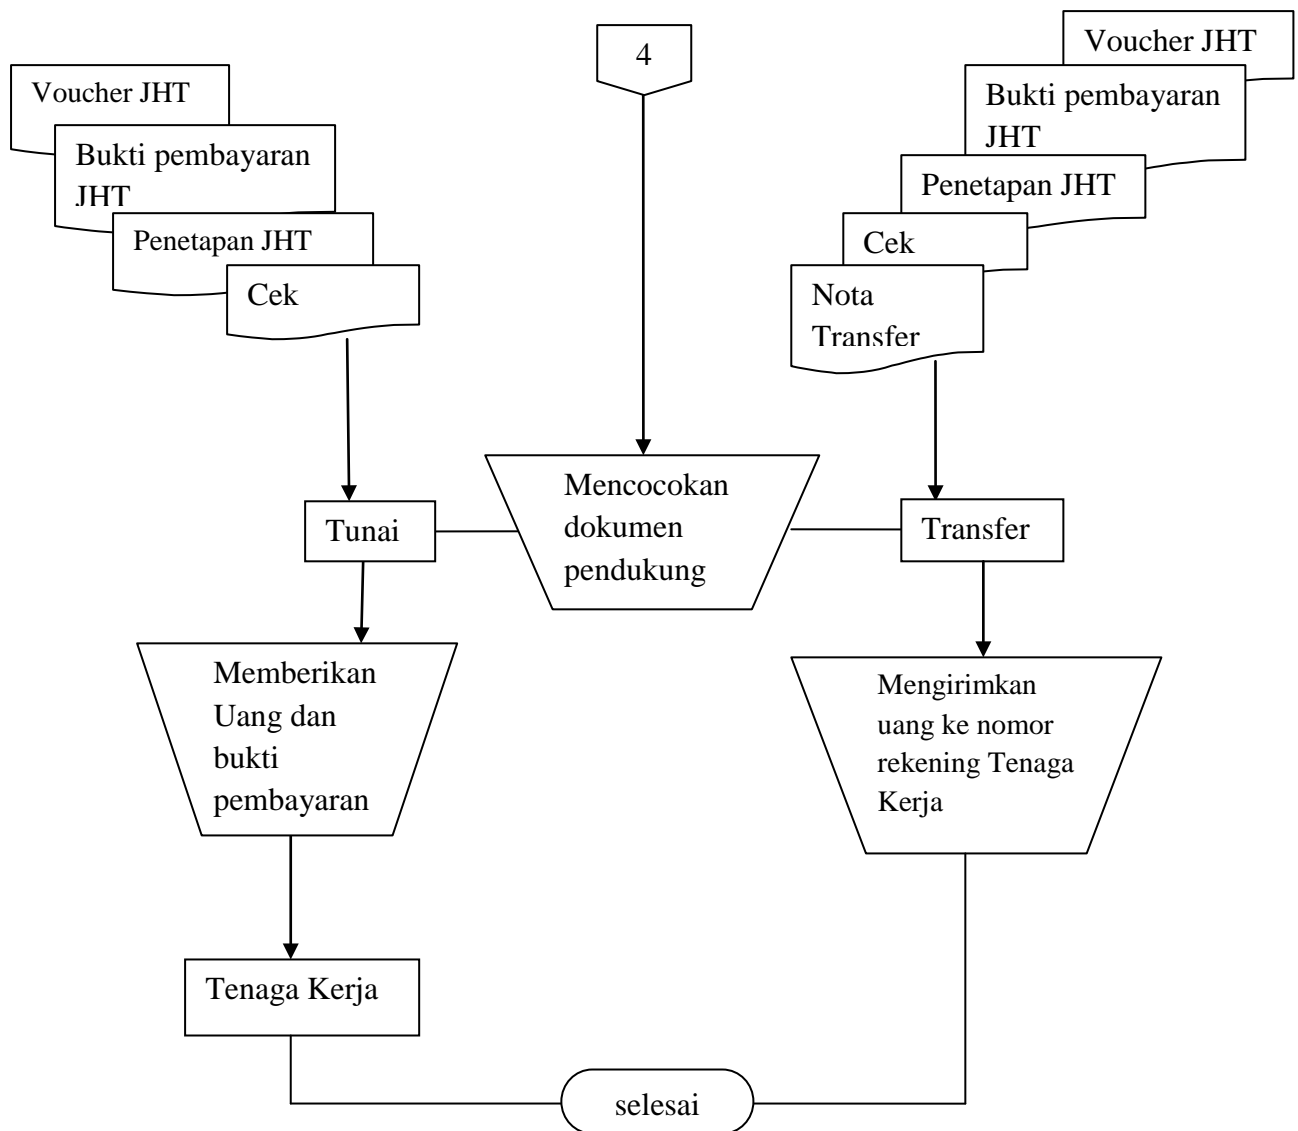 4
Voucher JHT
Bukti pembayaran
JHT
Penetapan JHT
Cek
Voucher JHT
Bukti pembayaran
JHT
Penetapan JHT
Cek
Nota
Transfer
Mencocokan
dokumen
pendukung
Tunai
Transfer
Memberikan
Uang dan
bukti
pembayaran
Mengirimkan
uang ke nomor
rekening Tenaga
Kerja
Tenaga Kerja
selesai